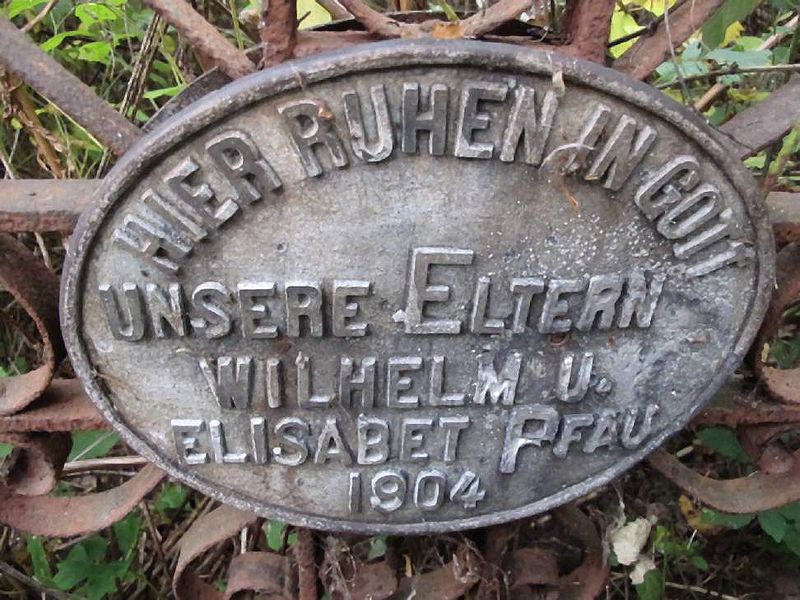 HIER RUHEN IN GOTT
UNSERE ELTERN
WILHELM U.
ELISABET PFAU
1904